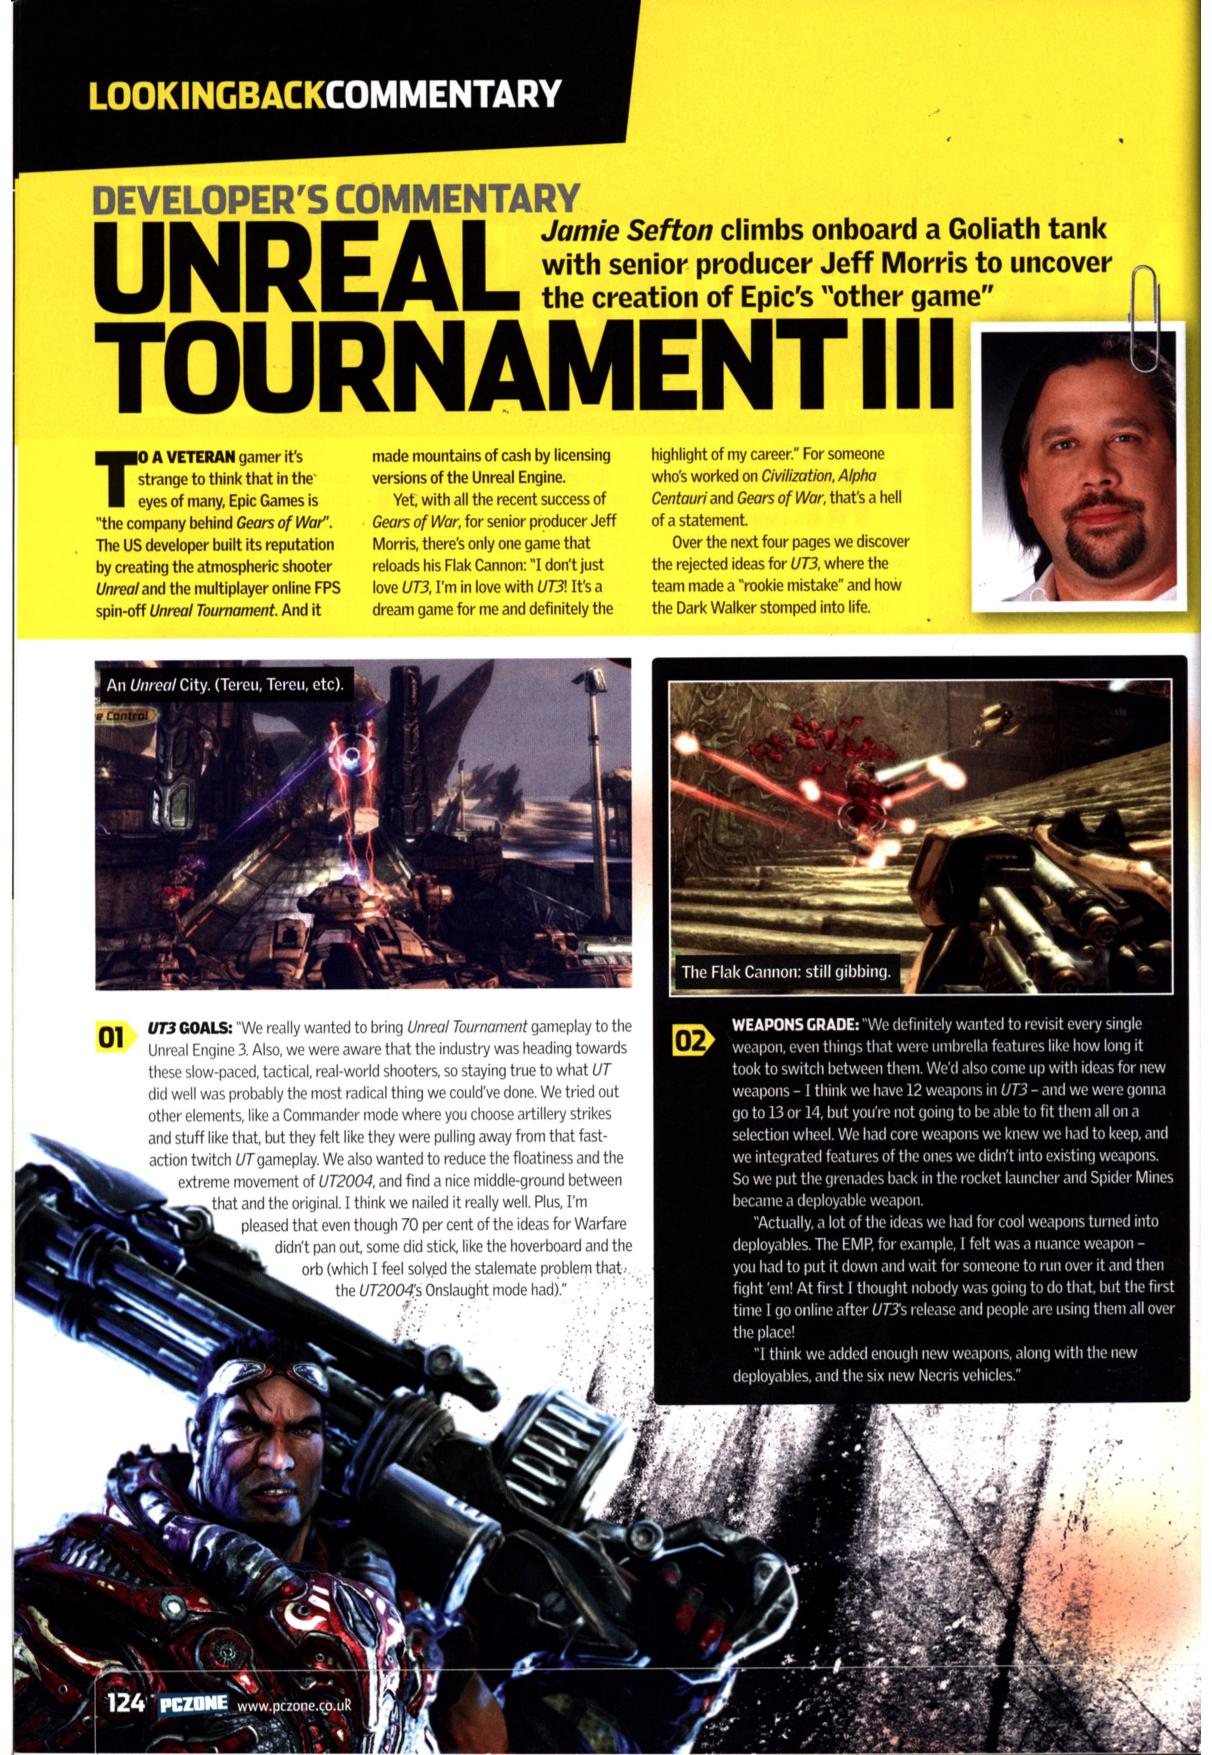 LOOKINGBACKCOMMENTARY
DEVELOPER'S COMMENTARY
UNREAL
TOURNAMENT III
Jamie Sefton climbs onboard a Goliath tank
with senior producer Jeff Morris to uncover
the creation of Epic's "other game"
TO A VETERAN gamer it's
strange to think that in the
eyes of many, Epic Games is
"the company behind Gears of War".
The US developer built its reputation
by creating the atmospheric shooter
Unreal and the multiplayer online FPS
spin-off Unreal Tournament. And it
made mountains of cash by licensing
versions of the Unreal Engine.
Yet, with all the recent success of
Gears of War, for senior producer Jeff
Morris, there's only one game that
reloads his Flak Cannon: "I don't just
love UT3, I'm in love with UT3! It's a
dream game for me and definitely the
highlight of my career." For someone
who's worked on Civilization, Alpha
Centauri and Gears of War, that's a hell
of a statement.
Over the next four pages we discover
the rejected ideas for UT3, where the
team made a "rookie mistake" and how
the Dark Walker stomped into life.
An Unreal City. (Tereu, Tereu, etc).
e Control
01
UT3 GOALS: "We really wanted to bring Unreal Tournament gameplay to the
Unreal Engine 3. Also, we were aware that the industry was heading towards
these slow-paced, tactical, real-world shooters, so staying true to what UT
did well was probably the most radical thing we could've done. We tried out
other elements, like a Commander mode where you choose artillery strikes
and stuff like that, but they felt like they were pulling away from that fast-
action twitch UT gameplay. We also wanted to reduce the floatiness and the
extreme movement of UT2004, and find a nice middle-ground between
that and the original. I think we nailed it really well. Plus, I'm
pleased that even though 70 per cent of the ideas for Warfare
didn't pan out, some did stick, like the hoverboard and the
orb (which I feel solved the stalemate problem that
the UT2004's Onslaught mode had)."
The Flak Cannon: still gibbing.
02
WEAPONS GRADE: "We definitely wanted to revisit every single
weapon, even things that were umbrella features like how long it
took to switch between them. We'd also come up with ideas for new
weapons – I think we have 12 weapons in UT3 – and we were gonna
go to 13 or 14, but you're not going to be able to fit them all on a
selection wheel. We had core weapons we knew we had to keep, and
we integrated features of the ones we didn't into existing weapons.
So we put the grenades back in the rocket launcher and Spider Mines
became a deployable weapon.
"Actually, a lot of the ideas we had for cool weapons turned into
deployables. The EMP, for example, I felt was a nuance weapon –
you had to put it down and wait for someone to run over it and then
fight 'em! At first I thought nobody was going to do that, but the first
time I go online after UT3's release and people are using them all over
the place!
"I think we added enough new weapons, along with the new
deployables, and the six new Necris vehicles."
124 PCZONE www.pczone.co.uk